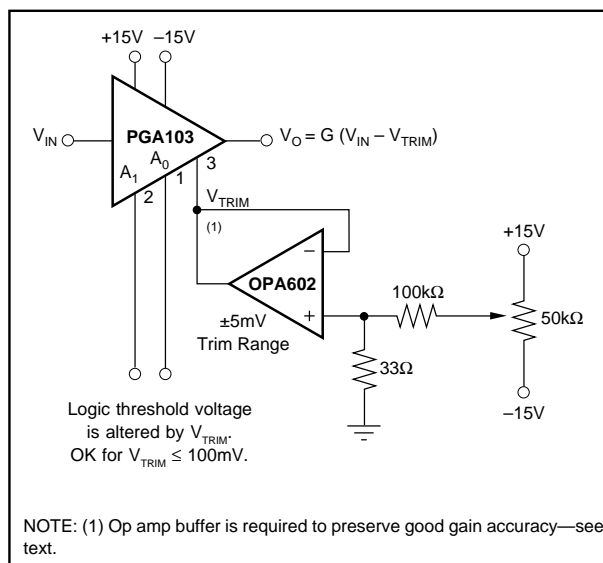 +15V
–15V
V_IN
PGA103
V_O = G (V_IN – V_TRIM)
A_1
A_0
3
1
2
V_TRIM
(1)
–
OPA602
+
±5mV
Trim Range
100kΩ
+15V
50kΩ
33Ω
–15V
Logic threshold voltage
is altered by V_TRIM.
OK for V_TRIM ≤ 100mV.
NOTE: (1) Op amp buffer is required to preserve good gain accuracy—see
text.